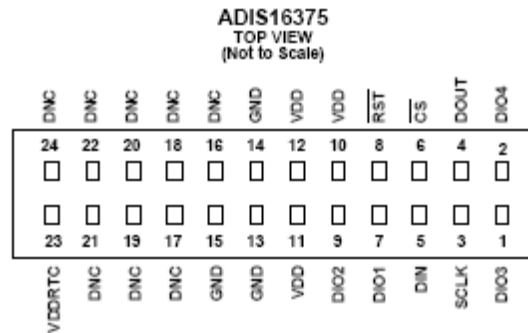 ADIS16375
TOP VIEW
(Not to Scale)
DNC DNC DNC DNC DNC GND VDD VDD RST CS DOUT DIO4
24 22 20 18 16 14 12 10 8 6 4 2
23 21 19 17 15 13 11 9 7 5 3 1
VDDRTC DNC DNC DNC GND GND VDD DIO2 DIO1 DIN SCLK DIO3